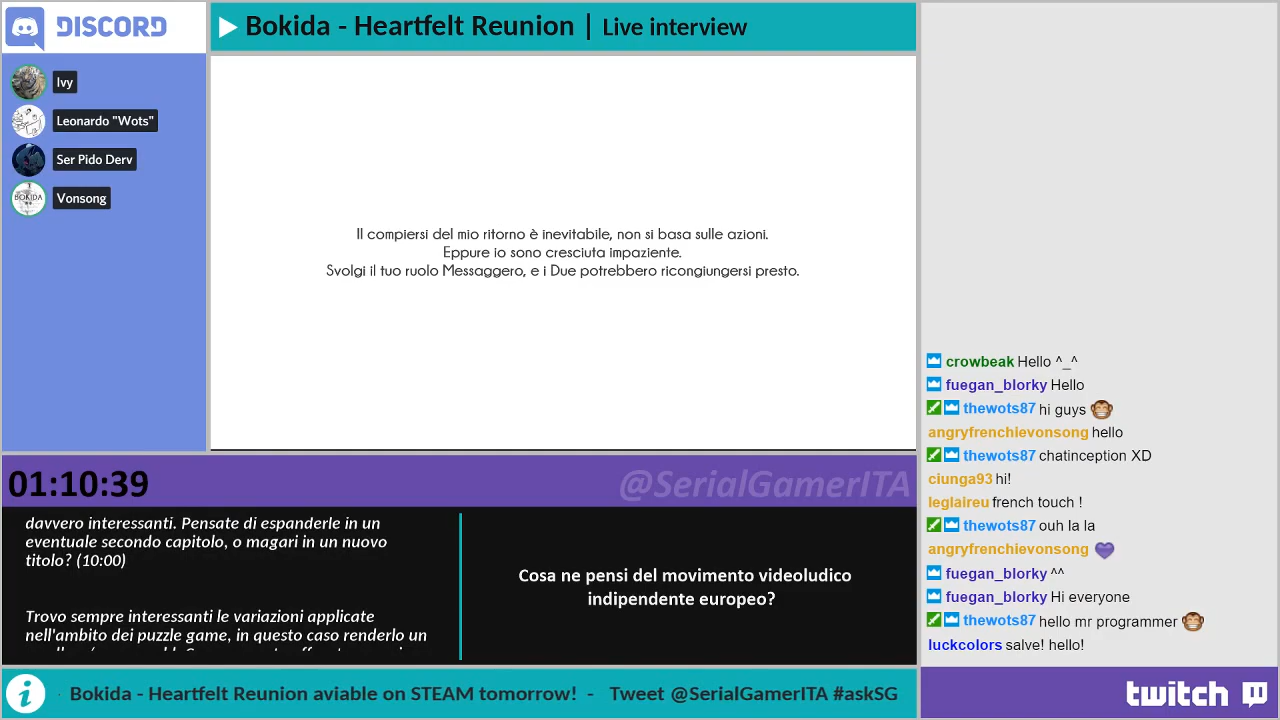 DISCORD
Ivy
Leonardo "Wots"
Ser Pido Derv
BOKIDA
Vonsong
Bokida - Heartfelt Reunion | Live interview
Il compiersi del mio ritorno è inevitabile, non si basa sulle azioni.
Eppure io sono cresciuta impaziente.
Svolgi il tuo ruolo Messaggero, e i Due potrebbero ricongiungersi presto.
01:10:39
@SerialGamerITA
davvero interessanti. Pensate di espanderle in un
eventuale secondo capitolo, o magari in un nuovo
titolo? (10:00)
Trovo sempre interessanti le variazioni applicate
nell'ambito dei puzzle game, in questo caso renderlo un
Cosa ne pensi del movimento videoludico
indipendente europeo?
Bokida - Heartfelt Reunion aviable on STEAM tomorrow! - Tweet @SerialGamerITA #askSG
crowbeak Hello ^_^
fuegan_blorky Hello
thewots87 hi guys
angryfrenchievonsong hello
thewots87 chatinception XD
ciunga93 hi!
leglaireu french touch !
thewots87 ouh la la
angryfrenchievonsong
fuegan_blorky ^^
fuegan_blorky Hi everyone
thewots87 hello mr programmer
luckcolors salve! hello!
twitch